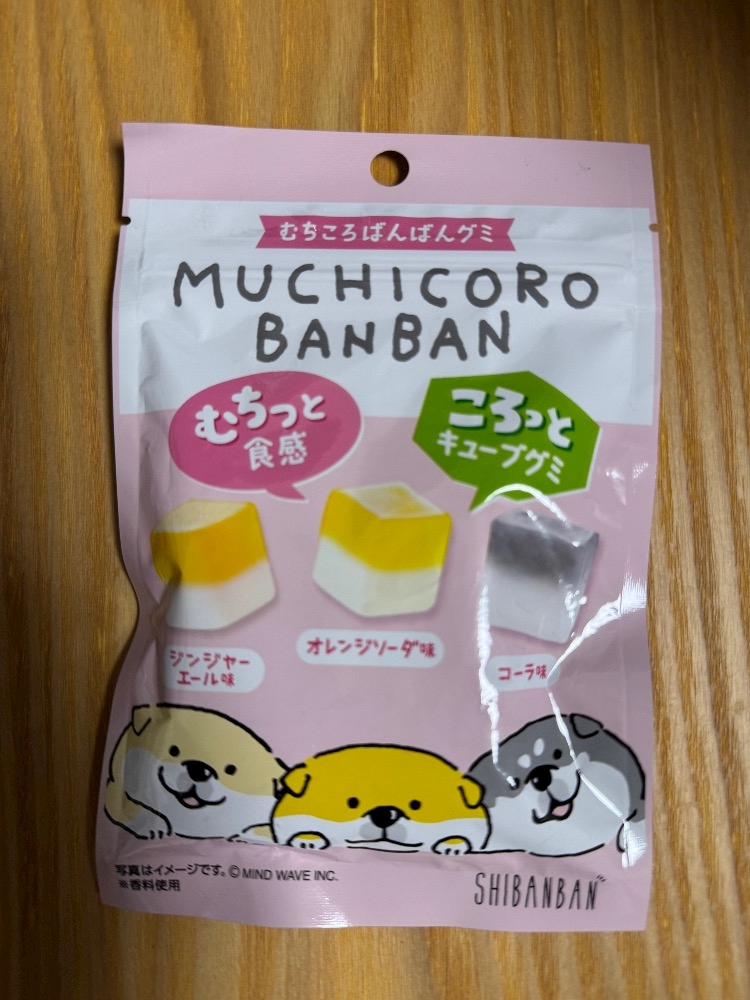 むちころばんばんグミ
MUCHICORO
BANBAN
むちっと
食感
ころっと
キューブグミ
ジンジャー
エール味
オレンジソーダ味
コーラ味
写真はイメージです。© MIND WAVE INC.
※香料使用
SHIBANBAN™